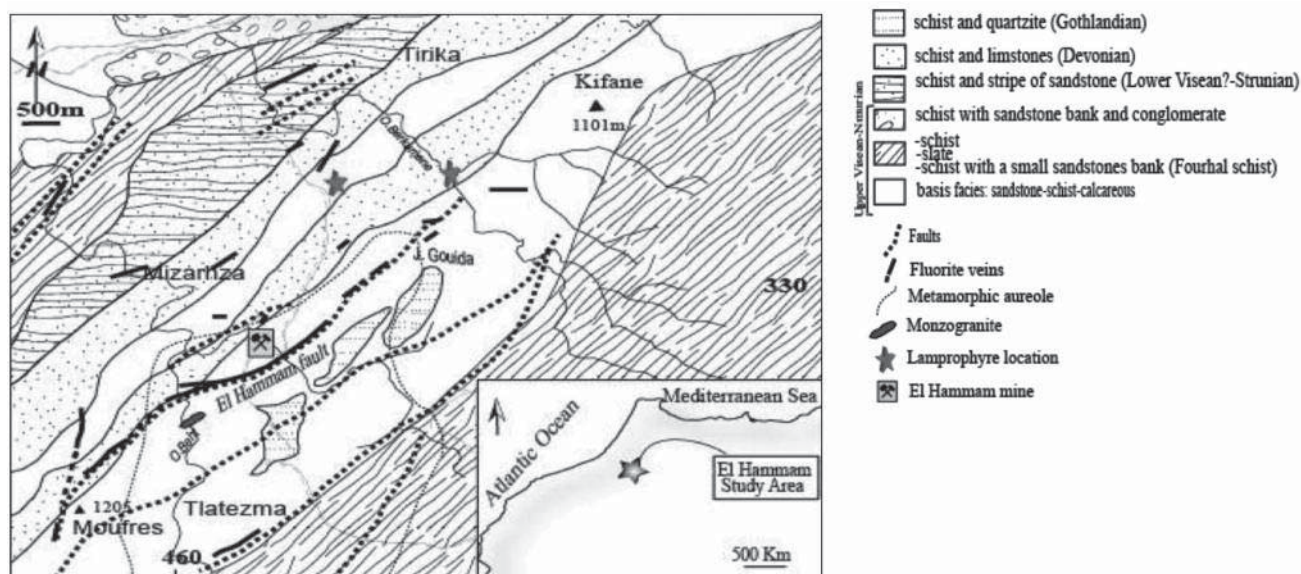 Tirika
Kifane
1101m
500m
J. Gouida
Mizarhza
330
El Hammam fault
O.Bahr
Tlatezma
1205
Moufres
460
Atlantic Ocean
Mediterranean Sea
El Hammam
Study Area
500 Km
schist and quartzite (Gothlandian)
schist and limstones (Devonian)
schist and stripe of sandstone (Lower Visean?-Strunian)
schist with sandstone bank and conglomerate
-schist
-slate
-schist with a small sandstones bank (Fourhal schist)
basis facies: sandstone-schist-calcareous
Upper Visean-Nmurian
Faults
Fluorite veins
Metamorphic aureole
Monzogranite
Lamprophyre location
El Hammam mine